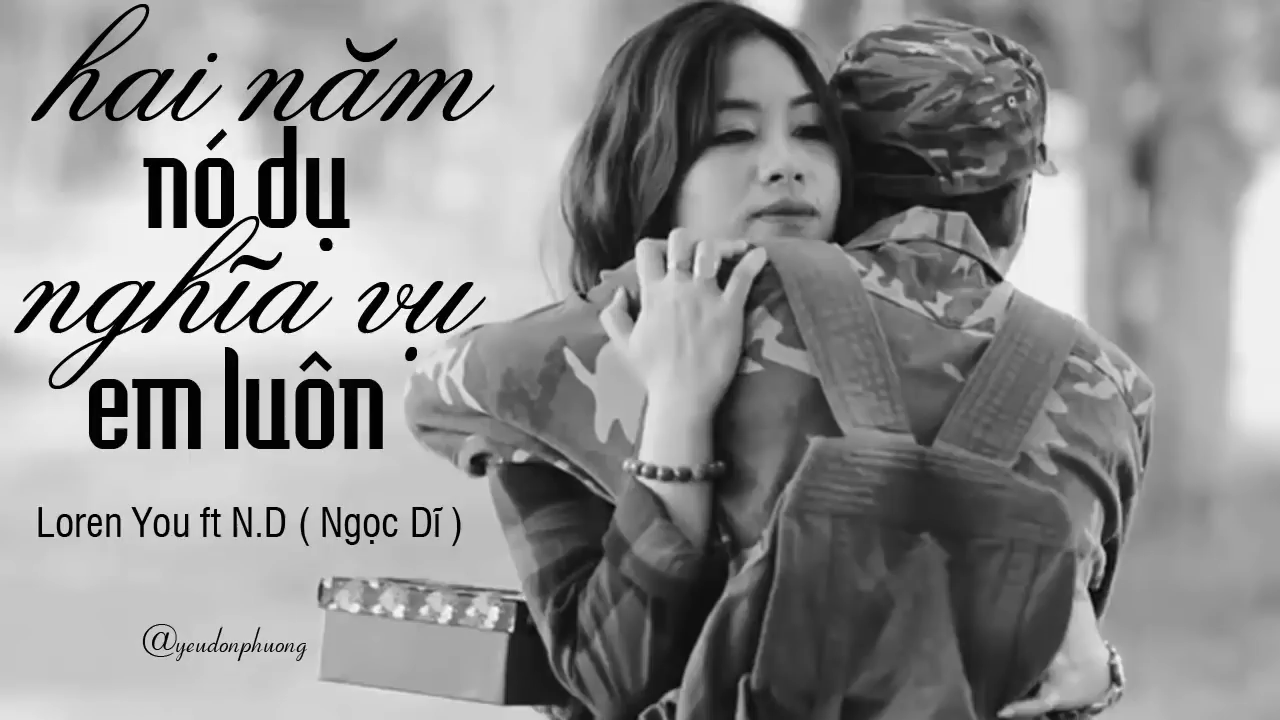 hai năm
nó dụ
nghĩa vụ
em luôn
Loren You ft N.D ( Ngọc Dĩ )
@yeudonphuong